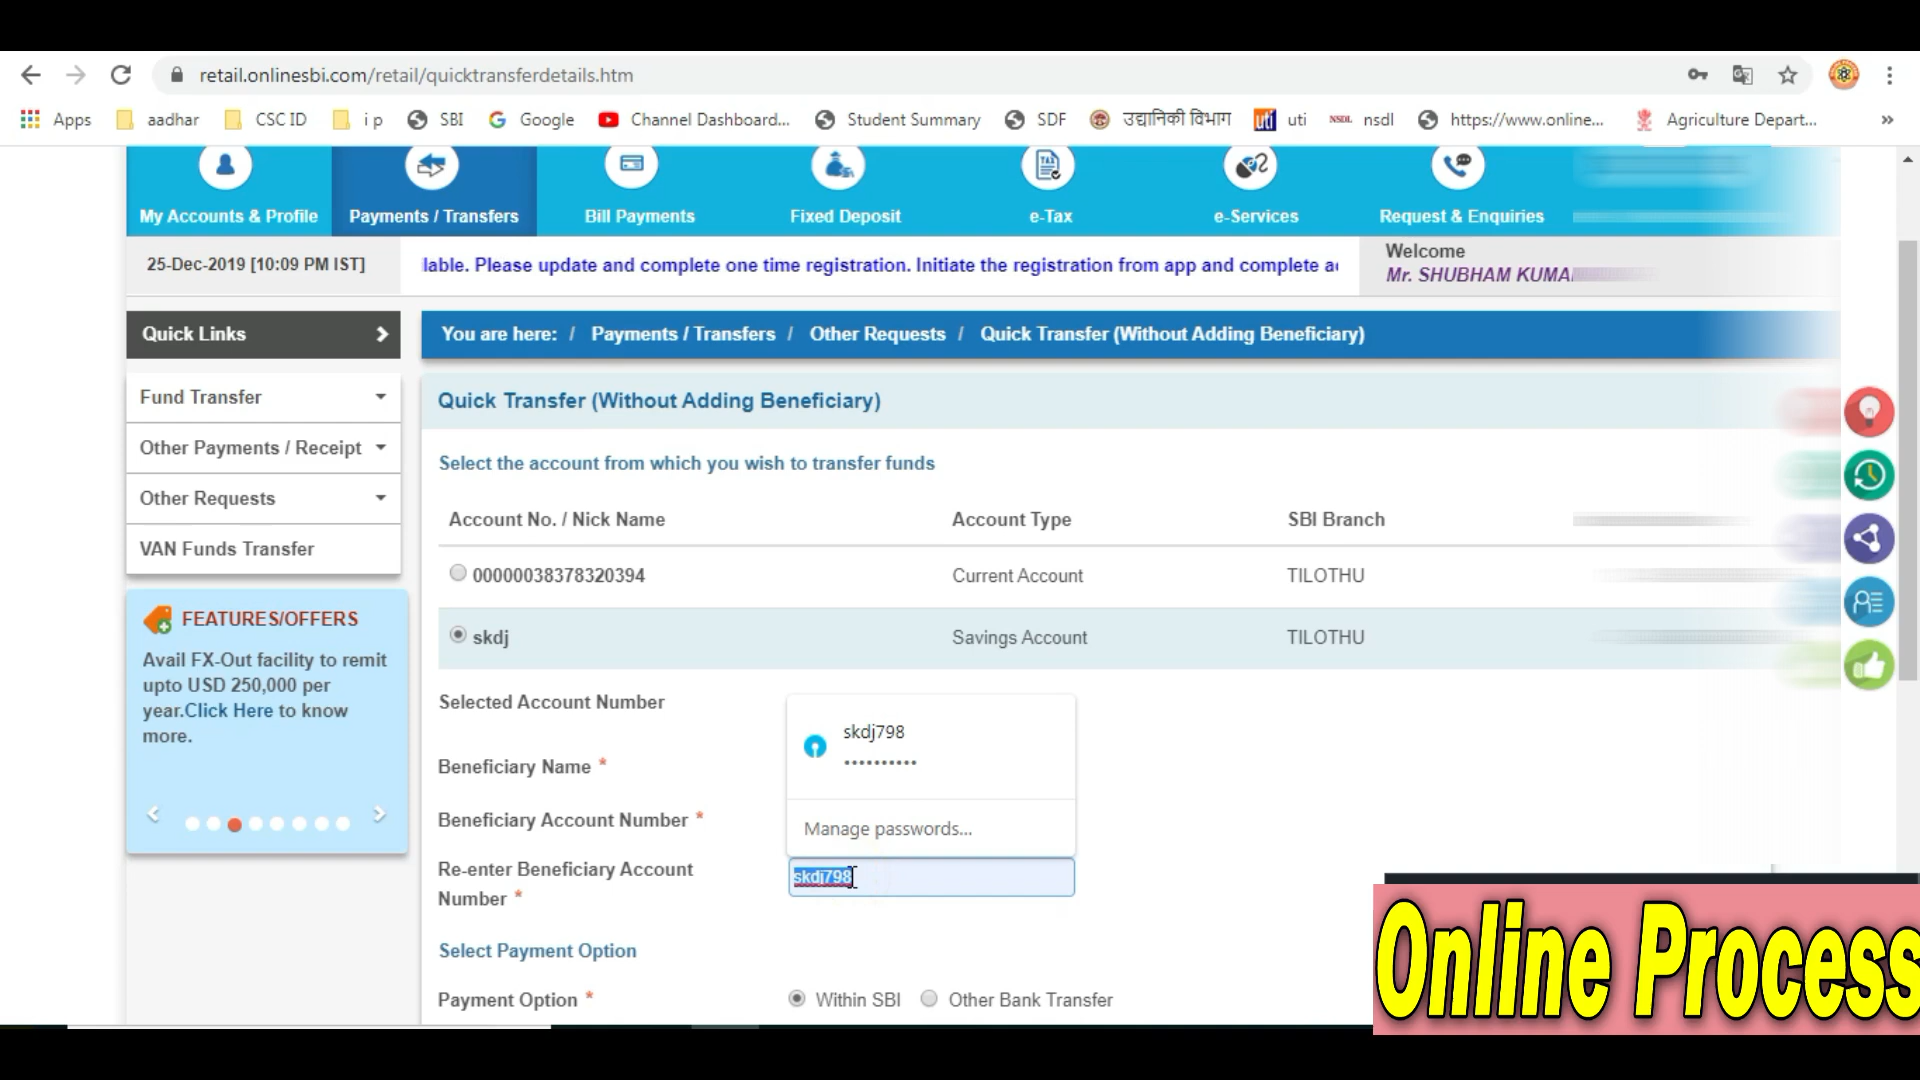 retail.onlinesbi.com/retail/quicktransferdetails.htm
Apps aadhar CSC ID i p SBI Google Channel Dashboard... Student Summary SDF उद्यानिकी विभाग uti uti NSDL nsdl https://www.online... Agriculture Depart... »
My Accounts & Profile Payments / Transfers Bill Payments Fixed Deposit TAX e-Tax e-Services Request & Enquiries
25-Dec-2019 [10:09 PM IST] lable. Please update and complete one time registration. Initiate the registration from app and complete a
Welcome
Mr. SHUBHAM KUMA
Quick Links
You are here: / Payments / Transfers / Other Requests / Quick Transfer (Without Adding Beneficiary)
Fund Transfer
Other Payments / Receipt
Other Requests
VAN Funds Transfer
FEATURES/OFFERS
Avail FX-Out facility to remit
upto USD 250,000 per
year.Click Here to know
more.
Quick Transfer (Without Adding Beneficiary)
Select the account from which you wish to transfer funds
Account No. / Nick Name Account Type SBI Branch
00000038378320394 Current Account TILOTHU
skdj Savings Account TILOTHU
Selected Account Number
skdj798
••••••••••
Beneficiary Name *
Beneficiary Account Number *
Manage passwords...
Re-enter Beneficiary Account
Number *
skdj798
Select Payment Option
Payment Option * Within SBI Other Bank Transfer
Online Process